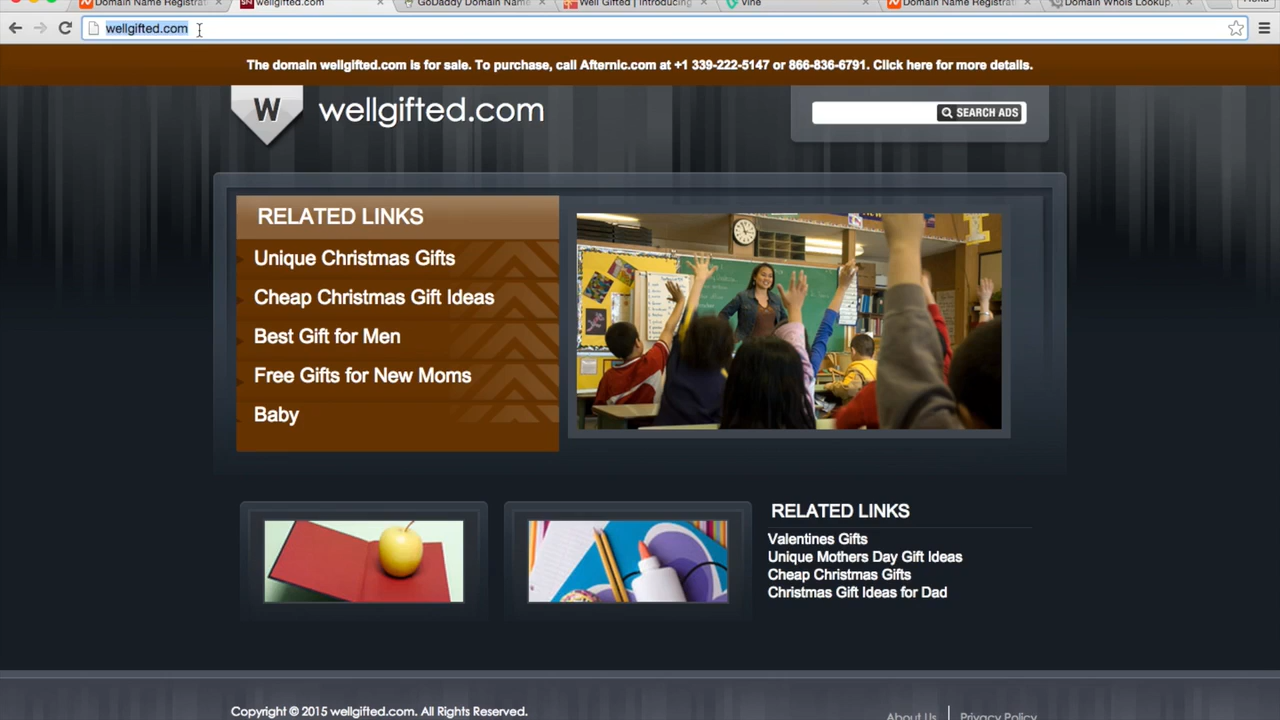 Domain Name Registrat
wellgifted.com
GoDaddy Domain Name
Well Gifted | Introducing
Vine
Domain Name Registrat
Domain Whois Lookup,
wellgifted.com
The domain wellgifted.com is for sale. To purchase, call Afternic.com at +1 339-222-5147 or 866-836-6791. Click here for more details.
W
wellgifted.com
SEARCH ADS
RELATED LINKS
Unique Christmas Gifts
Cheap Christmas Gift Ideas
Best Gift for Men
Free Gifts for New Moms
Baby
RELATED LINKS
Valentines Gifts
Unique Mothers Day Gift Ideas
Cheap Christmas Gifts
Christmas Gift Ideas for Dad
Copyright © 2015 wellgifted.com. All Rights Reserved.
About Us
Privacy Policy